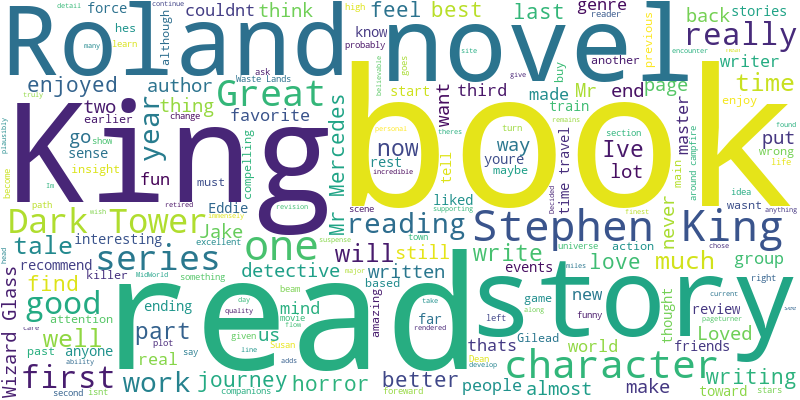 detail
many
learn
although
hes
force
couldnt
think
feel
best
last
genre
know
probably
high
reader
continue
another
back
stories
previous
Roland
novel
really
writer
enjoyed
author
favorite
two
thing
earlier
Waste Lands
ask
Great
year
believable
goes
site
start
third
made
buy
train
end
page
time
encounter
give
enjoy
King
book
truly
show
plausibly
go
sense
change
insight
fun
compelling
Mr Mercedes
want
personal
theres
remains
turn
section
now
way
youre
maybe
Mr
Ive
lot
master
main
put
wrong
life
found
around campfire
time travel
become
retired
must
rest
incredible
tell
idea
wasnt
anything
1m
path
wish
Eddie
Jake
revision
scene
liked
supporting
Decided
finest
never
chose
Dark Tower
immensity
reading
Stephen King
tale
interesting
series
excellent
suspense
town
one
will
still
write
universe
action
love
much
group
head
recommend
killer
MidWorld
something
detective
written
events
miles
right
see
find
attention
ending
beam
based
mind
amazing
read
story
game
new
along
funny
thought
current
review
pageturner
good
Wizard Glass
day
movie
quality
flow
part
far
take
rendered
left
Gilead
Loved
well
past
anyone
real
plot
say
given
us
line
Susan
major
thats
Dean
develop
world
friends
care
ability
first
second
isnt
work
journey
companions
adds
horror
foreward
better
people
almost
character
make
writing
toward
stars